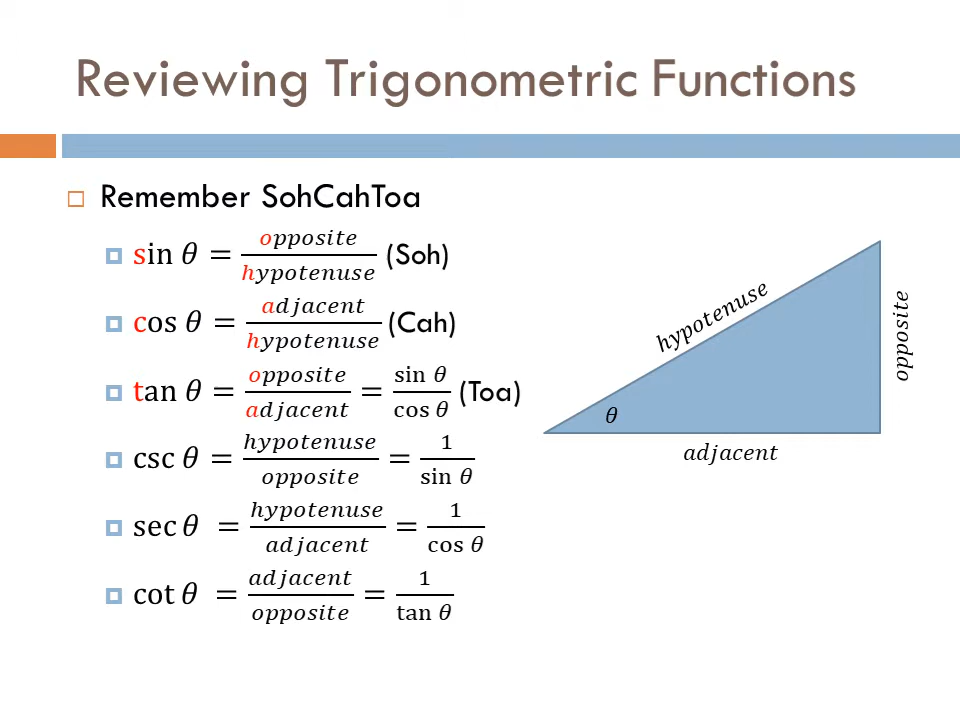 Reviewing Trigonometric Functions
Remember SohCahToa
sin θ = opposite/hypotenuse (Soh)
cos θ = adjacent/hypotenuse (Cah)
tan θ = opposite/adjacent = sin θ/cos θ (Toa)
csc θ = hypotenuse/opposite = 1/sin θ
sec θ = hypotenuse/adjacent = 1/cos θ
cot θ = adjacent/opposite = 1/tan θ
hypotenuse
opposite
θ
adjacent